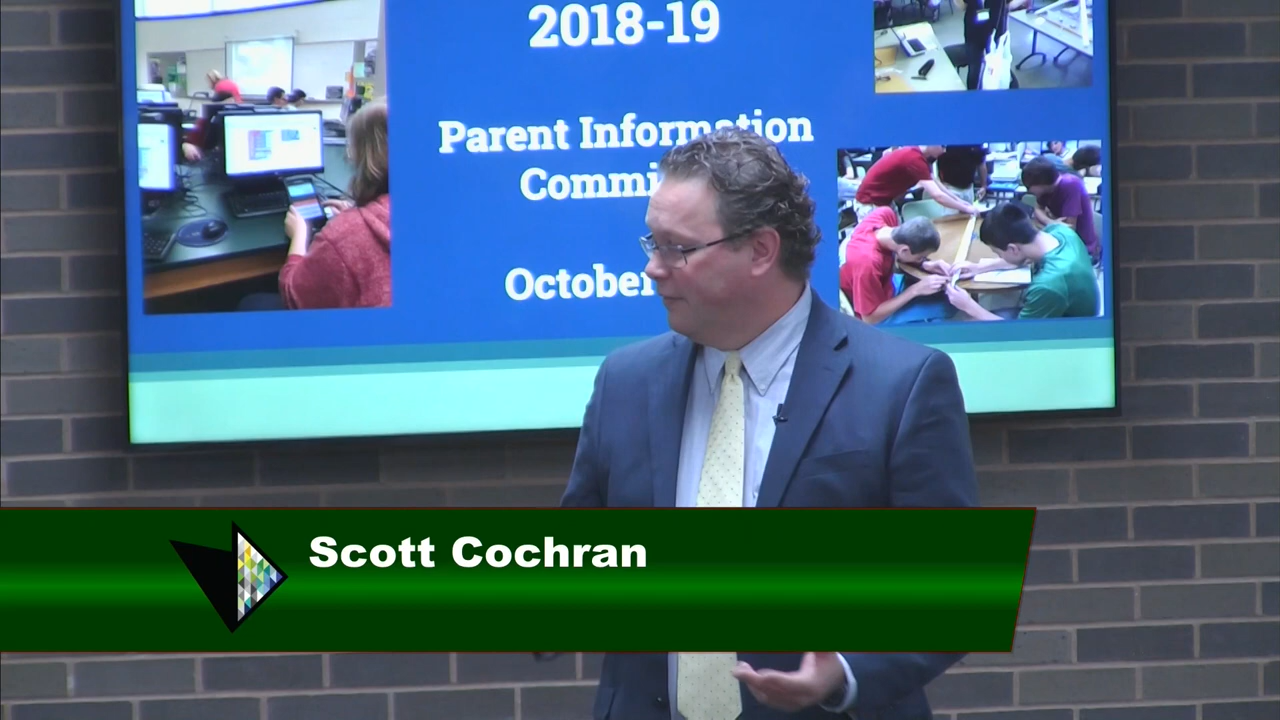 2018-19
Parent Information
Commi
October
Scott Cochran